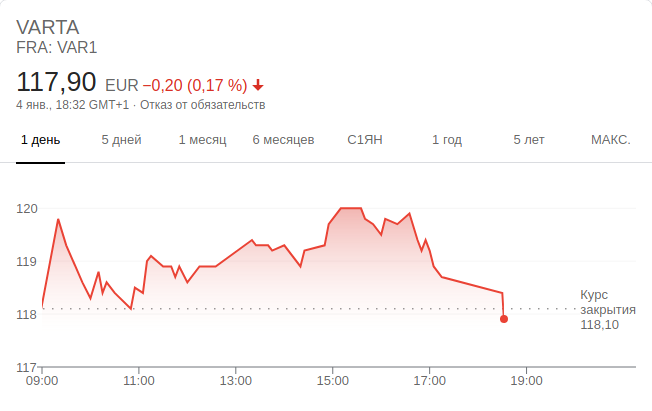 VARTA
FRA: VAR1
117,90 EUR −0,20 (0,17 %)
4 янв., 18:32 GMT+1 · Отказ от обязательств
1 день 5 дней 1 месяц 6 месяцев С1ЯН 1 год 5 лет МАКС.
120
119
118
117
Курс
закрытия
118,10
09:00 11:00 13:00 15:00 17:00 19:00